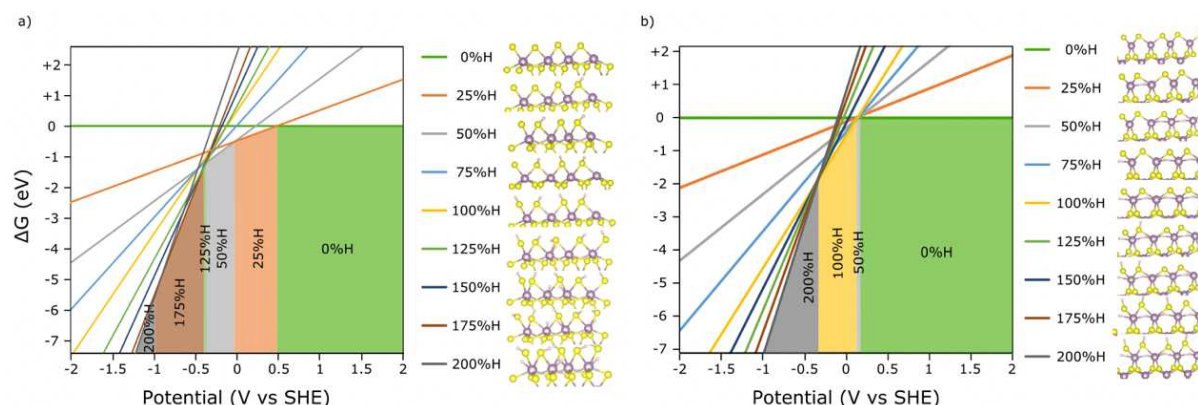 a)
ΔG (eV)
+2
+1
0
-1
-2
-3
-4
-5
-6
-7
200%H
175%H
125%H
50%H
25%H
0%H
-2 -1.5 -1 -0.5 0 0.5 1 1.5 2
Potential (V vs SHE)
0%H
25%H
50%H
75%H
100%H
125%H
150%H
175%H
200%H
b)
+2
+1
0
-1
-2
-3
-4
-5
-6
-7
200%H
100%H
50%H
0%H
-2 -1.5 -1 -0.5 0 0.5 1 1.5 2
Potential (V vs SHE)
0%H
25%H
50%H
75%H
100%H
125%H
150%H
175%H
200%H